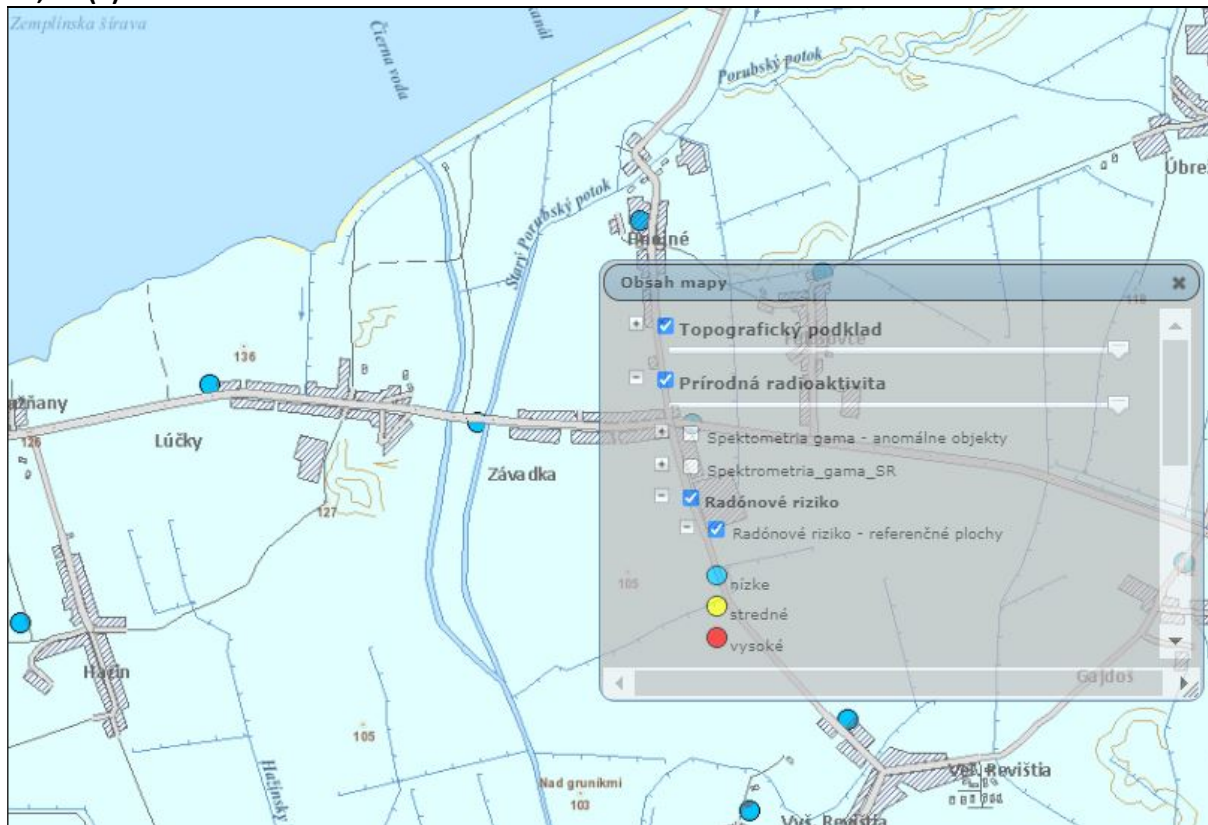 Zemplínska šírava
Čierna voda
Porubský potok
Starý Porubský potok
Hnojné
Obsah mapy
Topografický podklad
Prírodná radioaktivita
Spektometria gama - anomálne objekty
Spektrometria_gama_SR
Radónové riziko
Radónové riziko - referenčné plochy
nízke
stredné
vysoké
136
Lúčky
126
127
Závadka
118
105
Hažín
Gajdoš
105
Hažinský
Nad grunikmi
103
Veľ. Revištia
Vyš. Revištia